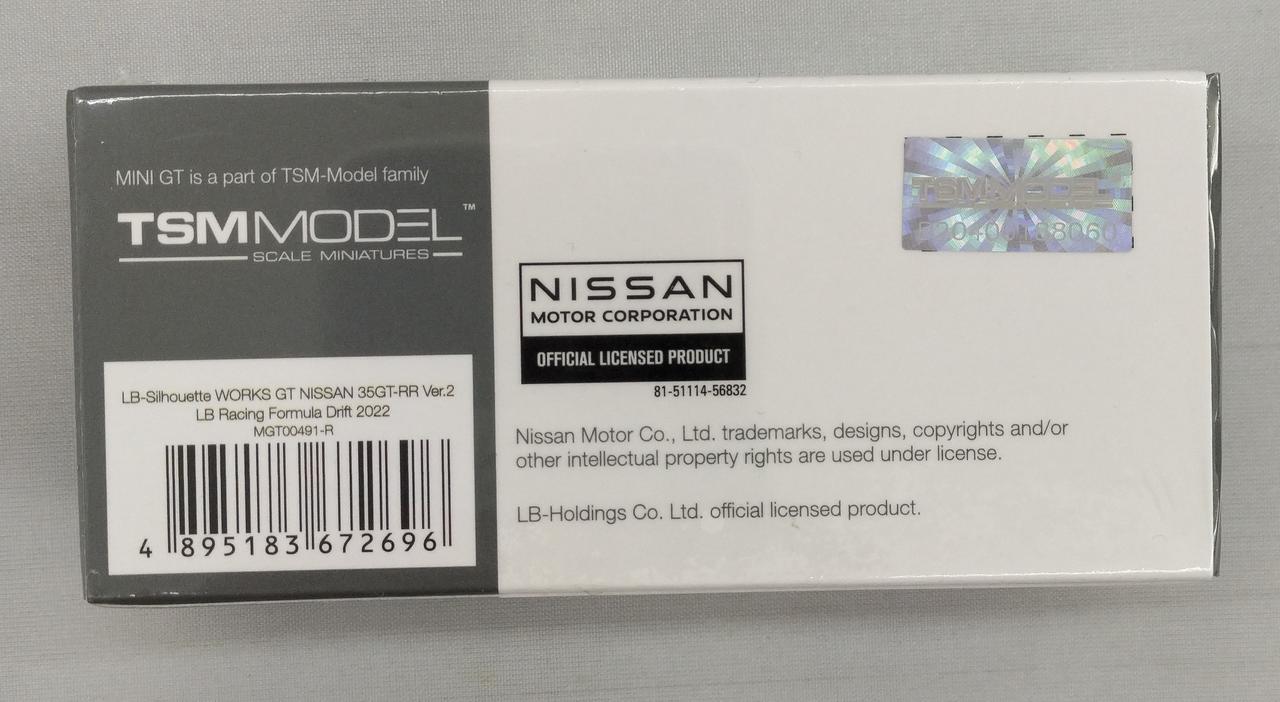 MINI GT is a part of TSM-Model family
TSMMODEL™
SCALE MINIATURES
LB-Silhouette WORKS GT NISSAN 35GT-RR Ver.2
LB Racing Formula Drift 2022
MGT00491-R
4 895183 672696
TSM MODEL
NISSAN
MOTOR CORPORATION
OFFICIAL LICENSED PRODUCT
81-51114-56832
Nissan Motor Co., Ltd. trademarks, designs, copyrights and/or
other intellectual property rights are used under license.
LB-Holdings Co. Ltd. official licensed product.